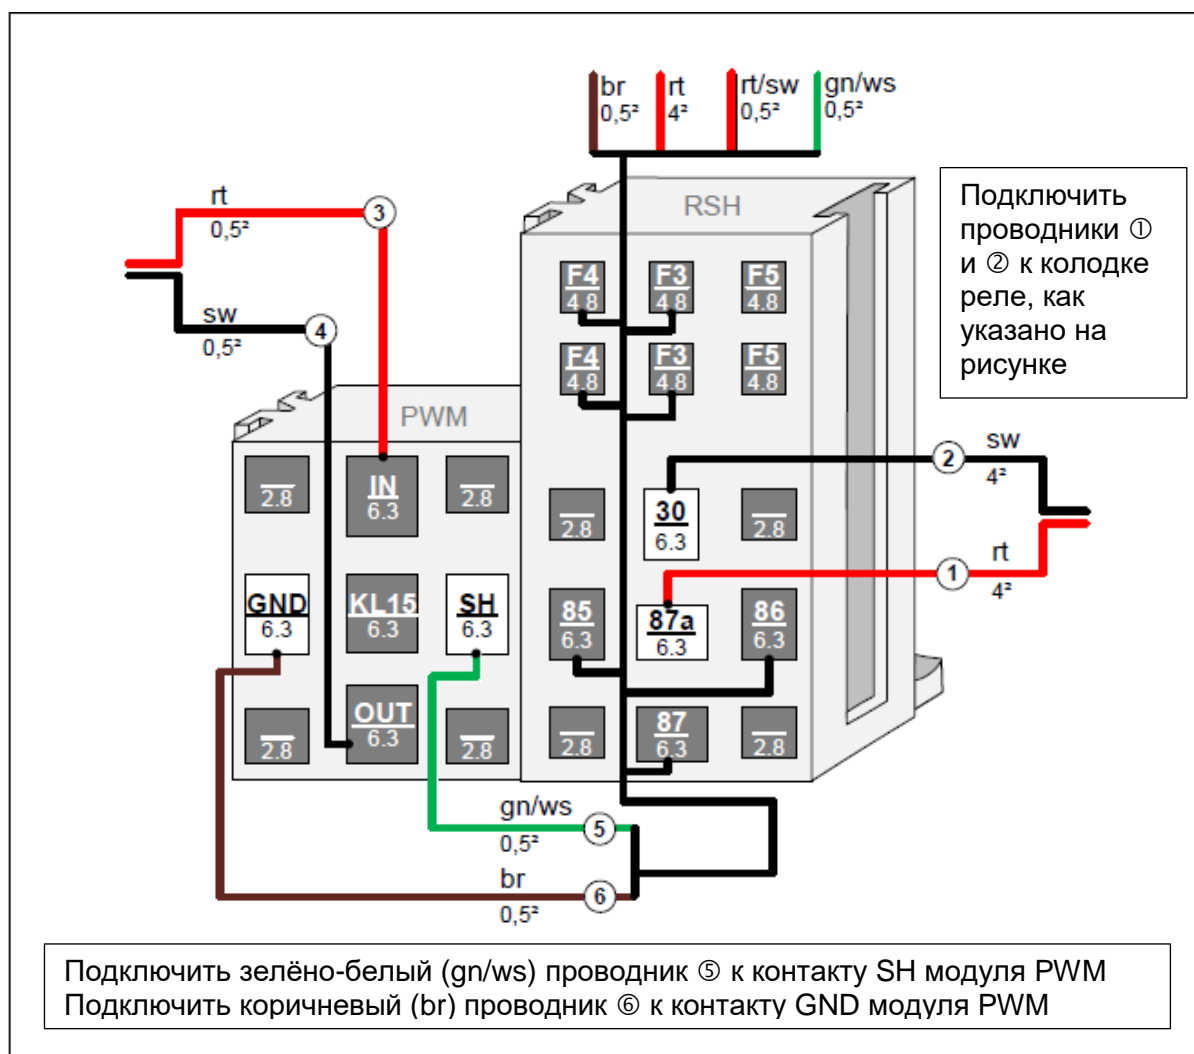 br rt rt/sw gn/ws
0,5² 4² 0,5² 0,5²
Подключить
проводники ①
и ② к колодке
реле, как
указано на
рисунке
rt
0,5²
3
RSH
sw
0,5²
4
F4 F3 F5
4.8 4.8 4.8
F4 F3 F5
4.8 4.8 4.8
PWM
2
sw
4²
2.8 IN 2.8
6.3
2.8 30 2.8
6.3
rt
4²
1
GND KL15 SH
6.3 6.3 6.3
85 87a 86
6.3 6.3 6.3
2.8 OUT 2.8
6.3
2.8 87 2.8
6.3
gn/ws
0,5²
5
br
0,5²
6
Подключить зелёно-белый (gn/ws) проводник ⑤ к контакту SH модуля PWM
Подключить коричневый (br) проводник ⑥ к контакту GND модуля PWM